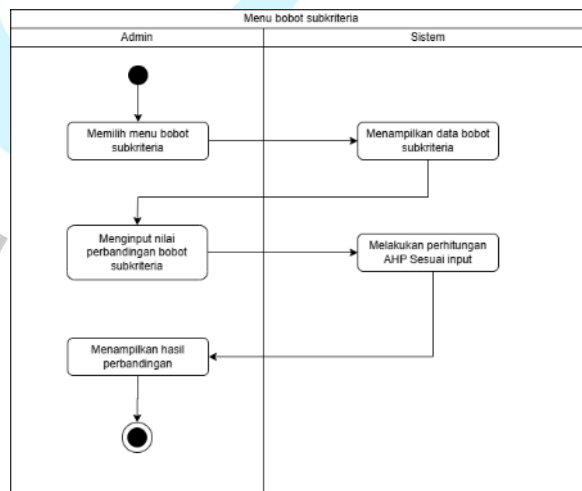 Menu bobot subkriteria
Admin
Sistem
Memilih menu bobot
subkriteria
Menampilkan data bobot
subkriteria
Menginput nilai
perbandingan bobot
subkriteria
Melakukan perhitungan
AHP Sesuai input
Menampilkan hasil
perbandingan